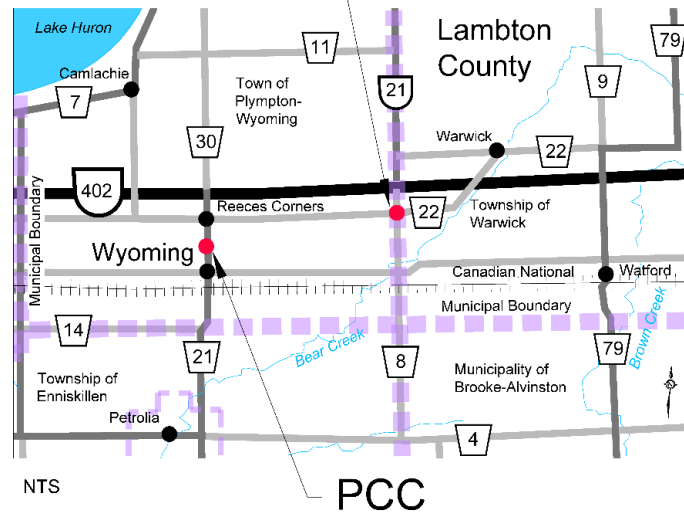 Lake Huron
11
Lambton
County
79
Camlachie
Town of
Plympton-
Wyoming
21
9
7
30
Warwick
22
402
Reeces Corners
22
Township of
Warwick
Municipal Boundary
Wyoming
Canadian National
Watford
Municipal Boundary
14
21
Bear Creek
8
Municipality of
Brooke-Alvinston
79
Brown Creek
Township of
Enniskillen
Petrolia
4
NTS
PCC